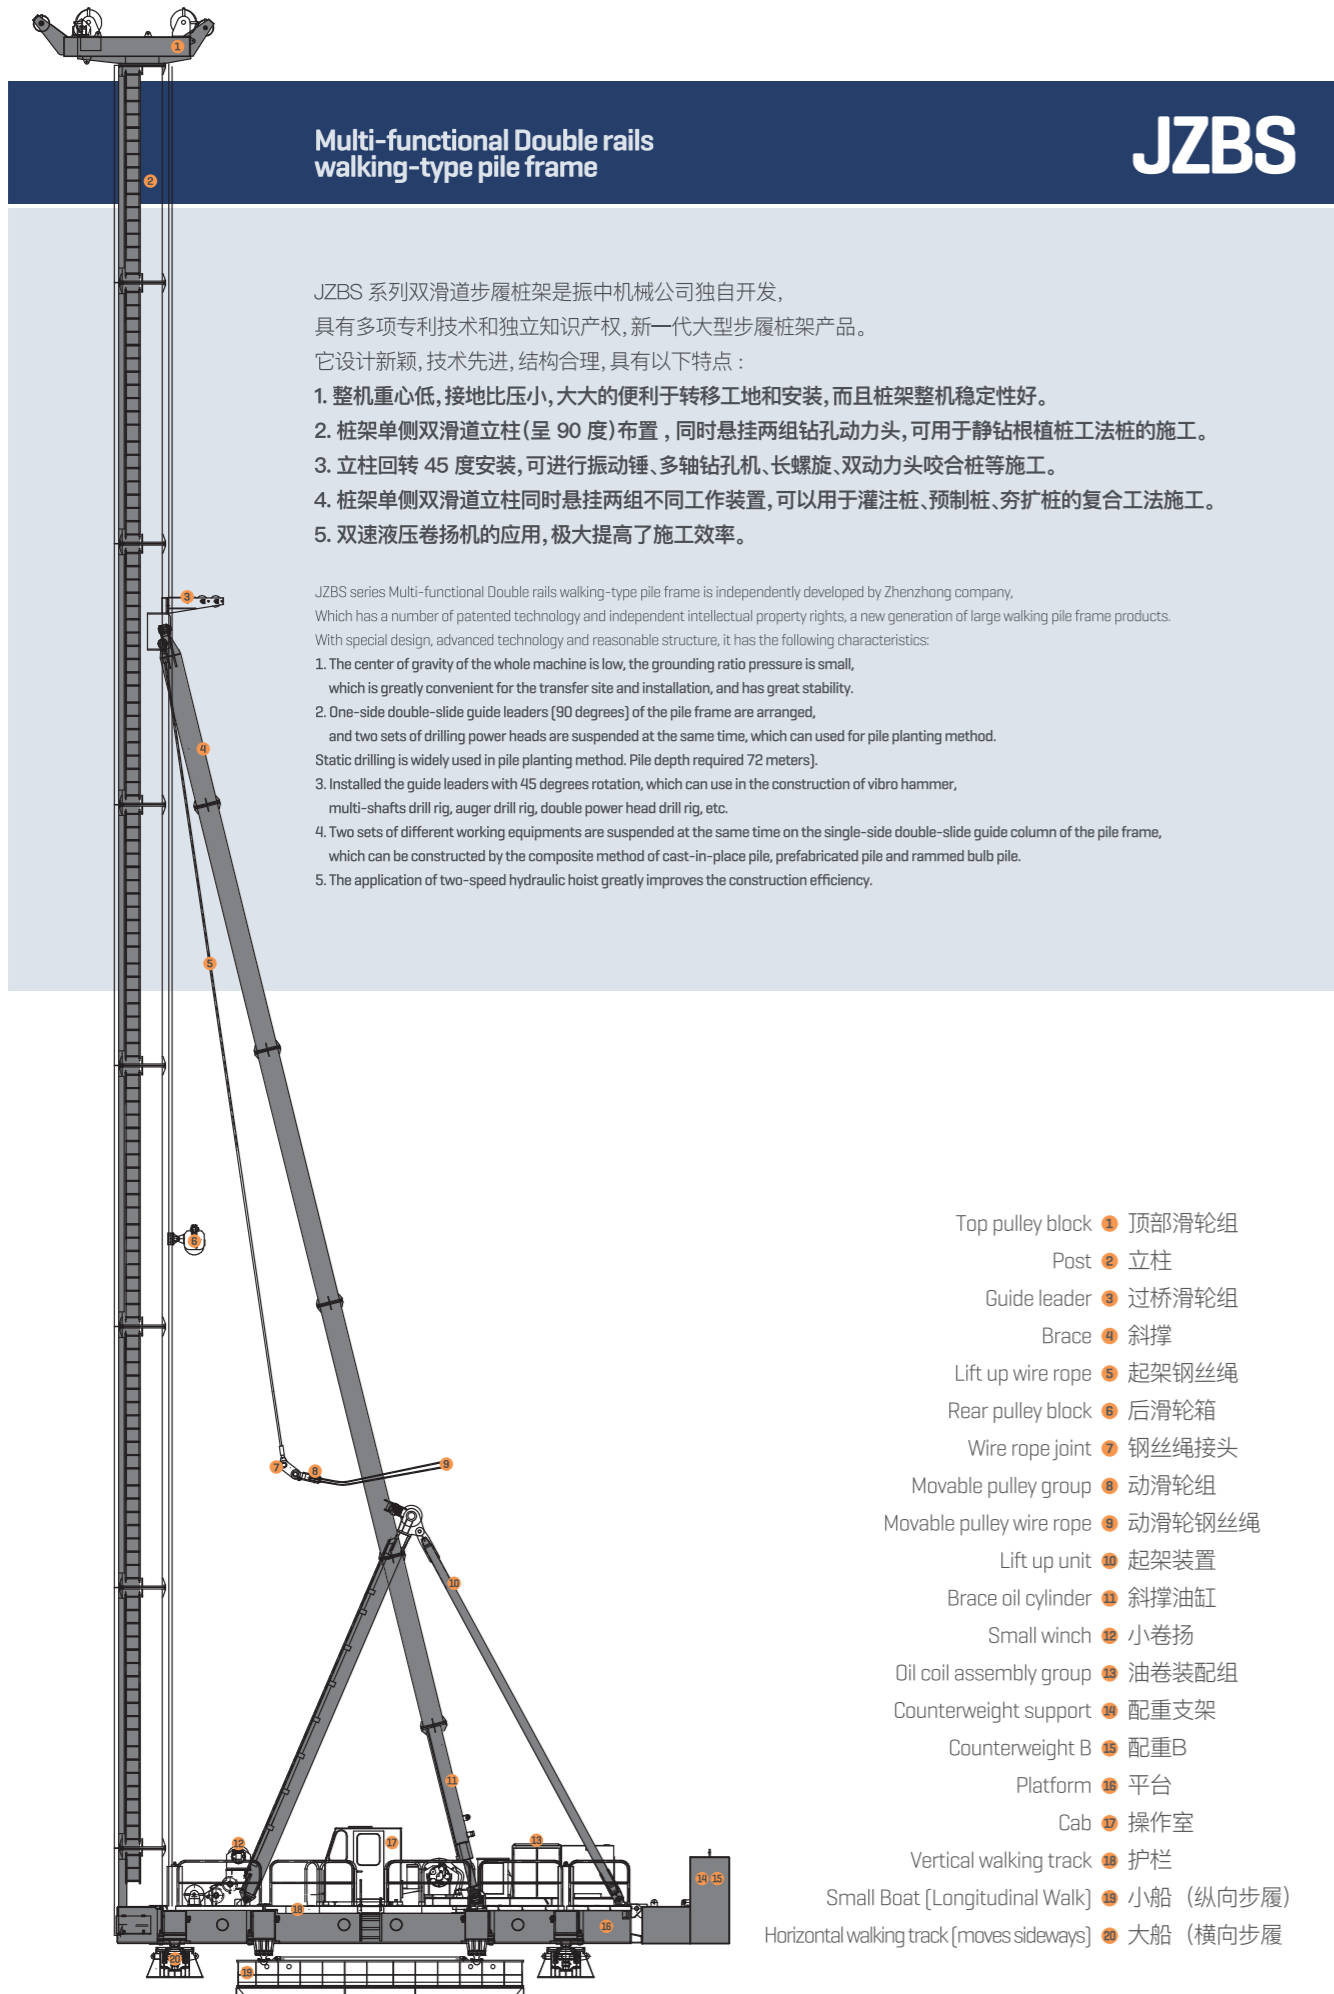 Multi-functional Double rails
walking-type pile frame
JZBS
JZBS 系列双滑道步履桩架是振中机械公司独自开发,
具有多项专利技术和独立知识产权,新一代大型步履桩架产品。
它设计新颖,技术先进,结构合理,具有以下特点:
1. 整机重心低,接地比压小,大大的便利于转移工地和安装,而且桩架整机稳定性好。
2. 桩架单侧双滑道立柱(呈 90 度)布置,同时悬挂两组钻孔动力头,可用于静钻根植桩工法桩的施工。
3. 立柱回转 45 度安装,可进行振动锤、多轴钻孔机、长螺旋、双动力头咬合桩等施工。
4. 桩架单侧双滑道立柱同时悬挂两组不同工作装置,可以用于灌注桩、预制桩、夯扩桩的复合工法施工。
5. 双速液压卷扬机的应用,极大提高了施工效率。
JZBS series Multi-functional Double rails walking-type pile frame is independently developed by Zhenzhong company,
Which has a number of patented technology and independent intellectual property rights, a new generation of large walking pile frame products.
With special design, advanced technology and reasonable structure, it has the following characteristics:
1. The center of gravity of the whole machine is low, the grounding ratio pressure is small,
which is greatly convenient for the transfer site and installation, and has great stability.
2. One-side double-slide guide leaders (90 degrees) of the pile frame are arranged,
and two sets of drilling power heads are suspended at the same time, which can used for pile planting method.
Static drilling is widely used in pile planting method. Pile depth required 72 meters).
3. Installed the guide leaders with 45 degrees rotation, which can use in the construction of vibro hammer,
multi-shafts drill rig, auger drill rig, double power head drill rig, etc.
4. Two sets of different working equipments are suspended at the same time on the single-side double-slide guide column of the pile frame,
which can be constructed by the composite method of cast-in-place pile, prefabricated pile and rammed bulb pile.
5. The application of two-speed hydraulic hoist greatly improves the construction efficiency.
Top pulley block 1 顶部滑轮组
Post 2 立柱
Guide leader 3 过桥滑轮组
Brace 4 斜撑
Lift up wire rope 5 起架钢丝绳
Rear pulley block 6 后滑轮箱
Wire rope joint 7 钢丝绳接头
Movable pulley group 8 动滑轮组
Movable pulley wire rope 9 动滑轮钢丝绳
Lift up unit 10 起架装置
Brace oil cylinder 11 斜撑油缸
Small winch 12 小卷扬
Oil coil assembly group 13 油卷装配组
Counterweight support 14 配重支架
Counterweight B 15 配重B
Platform 16 平台
Cab 17 操作室
Vertical walking track 18 护栏
Small Boat (Longitudinal Walk) 19 小船 (纵向步履)
Horizontal walking track (moves sideways) 20 大船 (横向步履
1
2
3
4
5
6
7
8
9
10
11
12
17
13
14 15
18
16
20
19